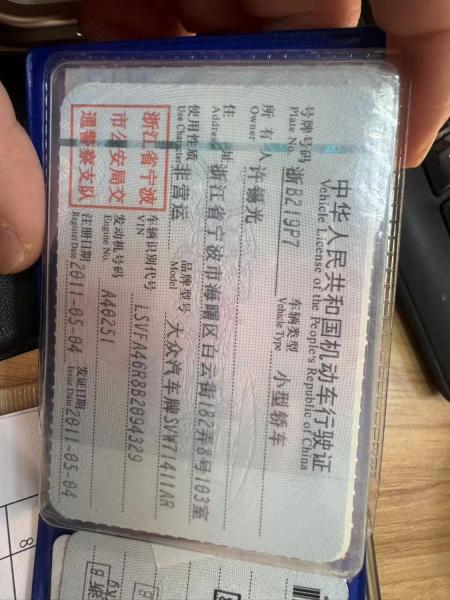 中华人民共和国机动车行驶证
Vehicle License of the People's Republic of China
号牌号码 浙B219P7 车辆类型 小型轿车
Plate No. Vehicle Type
所有人 许锡光
Owner
住址 浙江省宁波市海曙区白云街182弄8号103室
Address
使用性质 非营运 品牌型号 大众汽车牌SVW71411AR
Use Character Model
浙江省宁波
市公安局交
通警察支队
车辆识别代号 LSVFA46R8B2094329
VIN
发动机号码 A40231
Engine No.
注册日期 2011-05-04 发证日期 2011-05-04
Register Date Issue Date
8